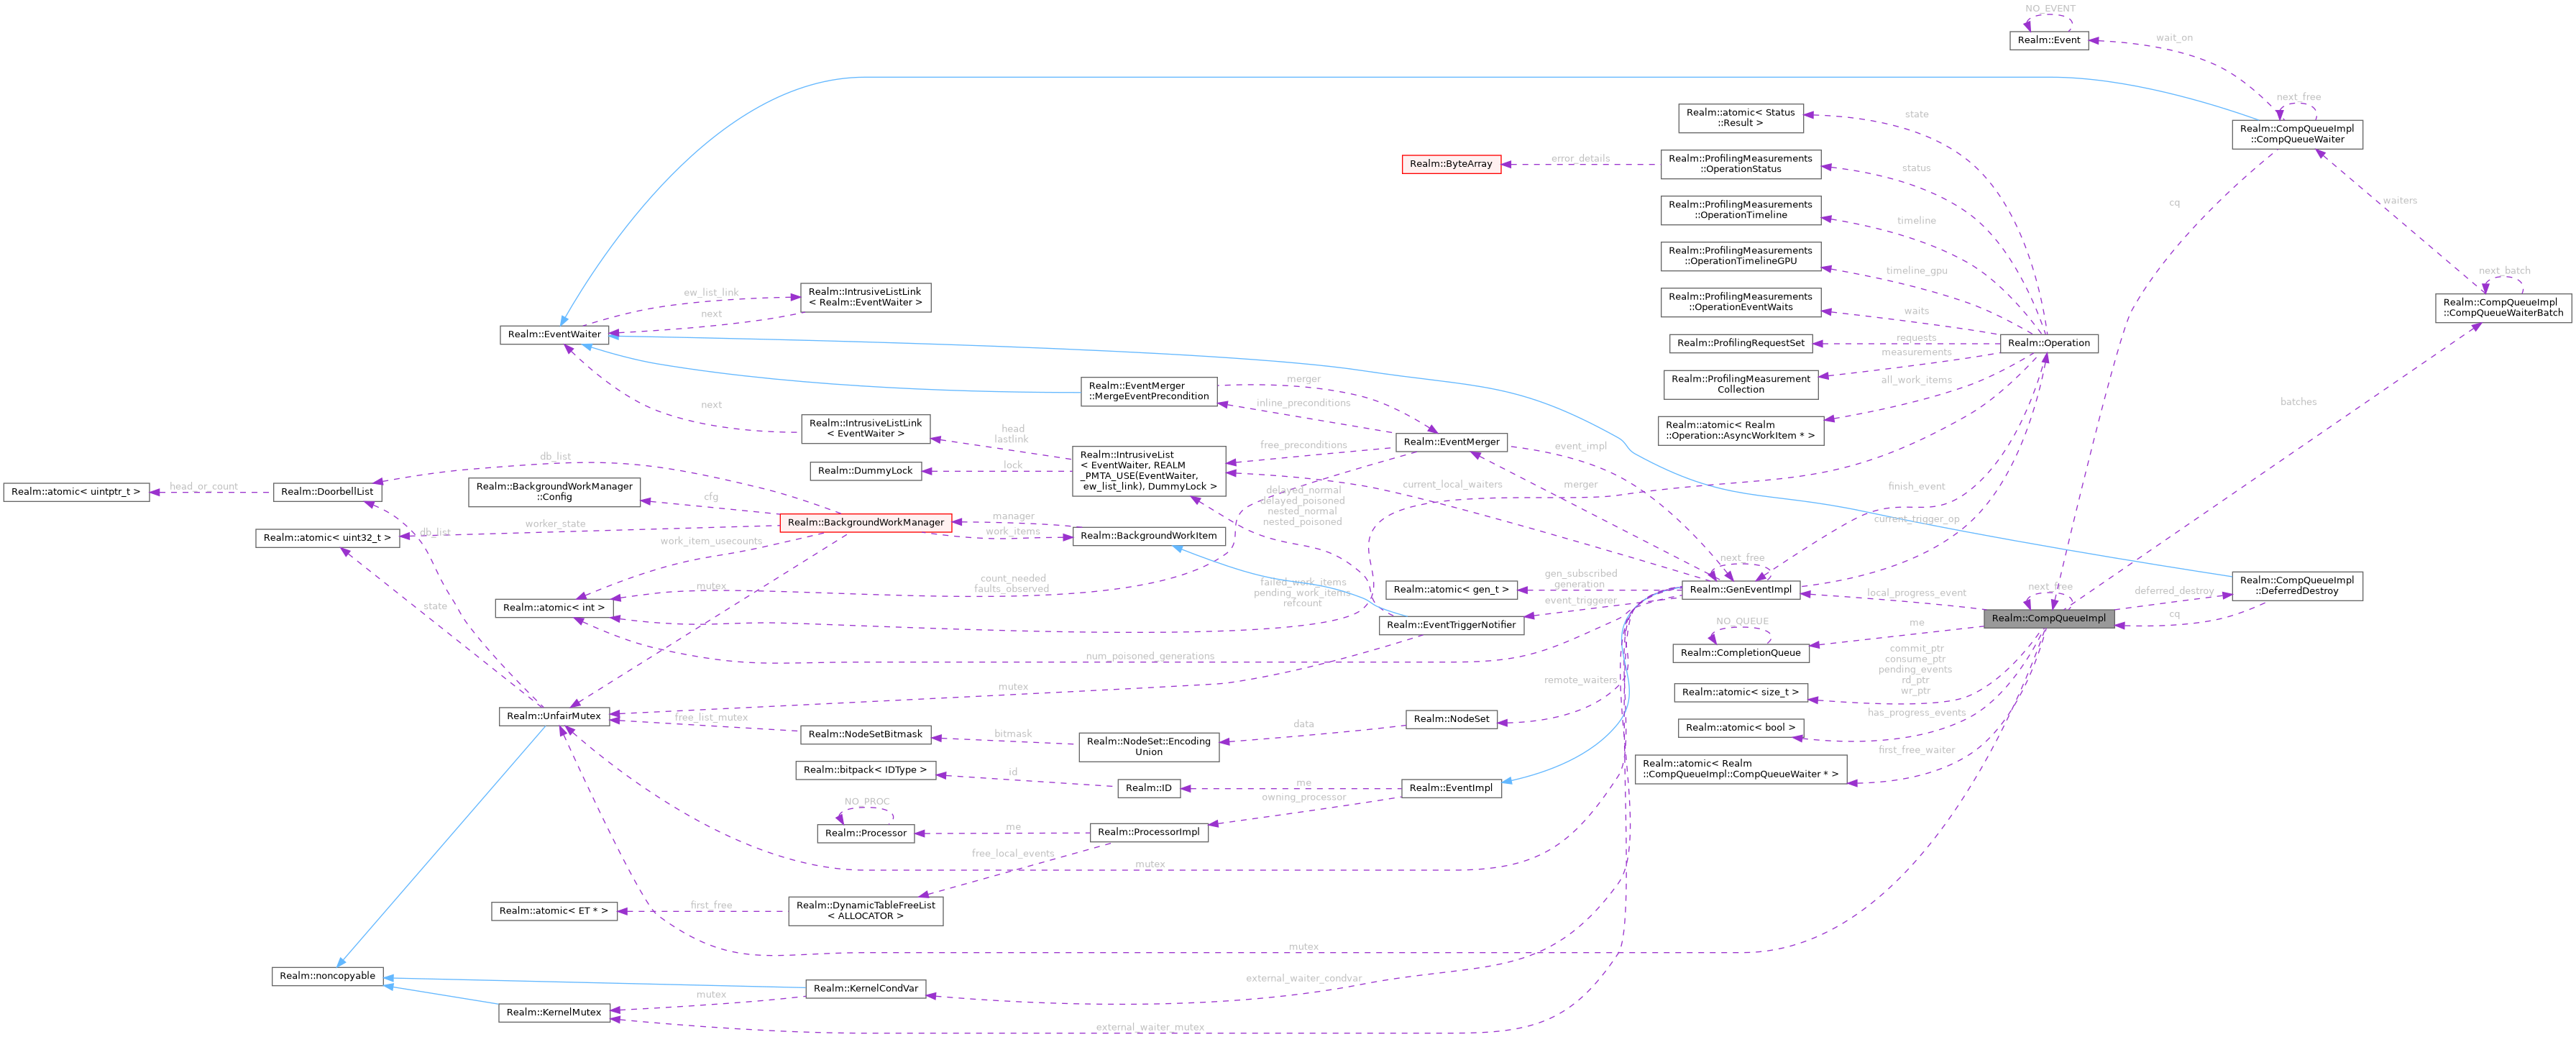 NO_EVENT
Realm::Event
wait_on
next_free
Realm::CompQueueImpl
::CompQueueWaiter
Realm::atomic< Status
::Result >
state
Realm::ByteArray
error_details
Realm::ProfilingMeasurements
::OperationStatus
status
Realm::ProfilingMeasurements
::OperationTimeline
timeline
cq
waiters
Realm::ProfilingMeasurements
::OperationTimelineGPU
timeline_gpu
next_batch
Realm::CompQueueImpl
::CompQueueWaiterBatch
Realm::ProfilingMeasurements
::OperationEventWaits
waits
ew_list_link
Realm::IntrusiveListLink
< Realm::EventWaiter >
next
Realm::EventWaiter
Realm::ProfilingRequestSet
requests
Realm::Operation
measurements
Realm::ProfilingMeasurement
Collection
all_work_items
Realm::EventMerger
::MergeEventPrecondition
merger
inline_preconditions
batches
next
Realm::IntrusiveListLink
< EventWaiter >
head
lastlink
Realm::atomic< Realm
::Operation::AsyncWorkItem * >
Realm::EventMerger
event_impl
free_preconditions
Realm::IntrusiveList
< EventWaiter, REALM
_PMTA_USE(EventWaiter,
ew_list_link), DummyLock >
db_list
Realm::DummyLock
lock
Realm::atomic< uintptr_t >
head_or_count
Realm::DoorbellList
Realm::BackgroundWorkManager
::Config
cfg
delayed_normal
delayed_poisoned
nested_normal
nested_poisoned
current_local_waiters
merger
finish_event
current_trigger_op
Realm::BackgroundWorkManager
manager
work_items
Realm::BackgroundWorkItem
worker_state
Realm::atomic< uint32_t >
db_list
work_item_usecounts
next_free
mutex
count_needed
faults_observed
failed_work_items
pending_work_items
refcount
Realm::atomic< gen_t >
gen_subscribed
generation
Realm::GenEventImpl
event_triggerer
local_progress_event
next_free
deferred_destroy
Realm::CompQueueImpl
::DeferredDestroy
cq
state
Realm::atomic< int >
Realm::EventTriggerNotifier
Realm::CompQueueImpl
NO_QUEUE
me
Realm::CompletionQueue
num_poisoned_generations
commit_ptr
consume_ptr
pending_events
rd_ptr
wr_ptr
mutex
remote_waiters
Realm::atomic< size_t >
Realm::UnfairMutex
free_list_mutex
Realm::NodeSetBitmask
bitmask
Realm::NodeSet::Encoding
Union
data
Realm::NodeSet
Realm::atomic< bool >
has_progress_events
first_free_waiter
Realm::atomic< Realm
::CompQueueImpl::CompQueueWaiter * >
Realm::bitpack< IDType >
id
Realm::ID
me
Realm::EventImpl
owning_processor
NO_PROC
Realm::Processor
me
Realm::ProcessorImpl
free_local_events
mutex
Realm::atomic< ET * >
first_free
Realm::DynamicTableFreeList
< ALLOCATOR >
mutex
Realm::noncopyable
external_waiter_condvar
Realm::KernelCondVar
mutex
Realm::KernelMutex
external_waiter_mutex